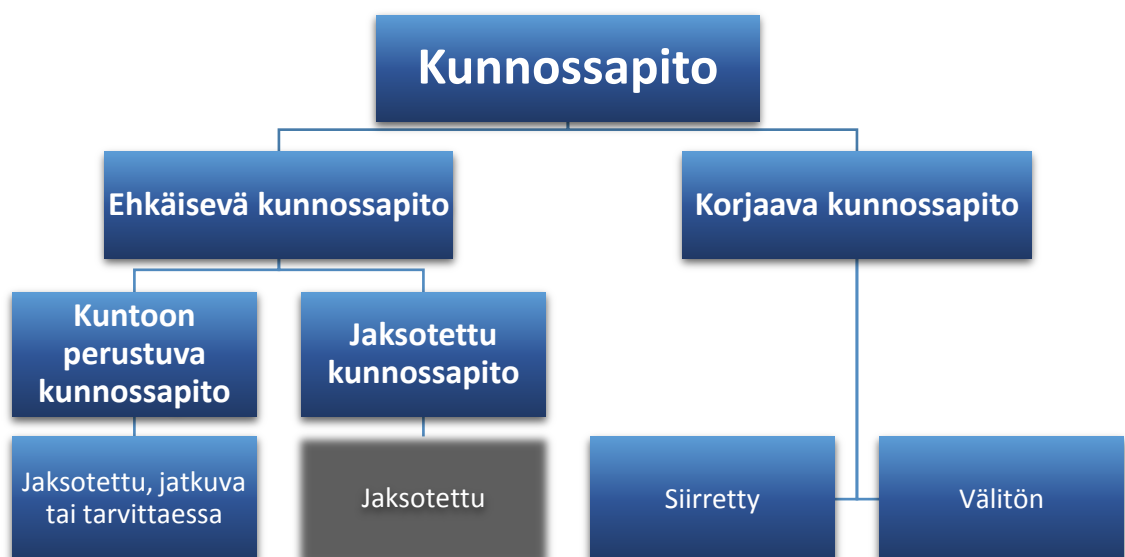 Kunnossapito
Ehkäisevä kunnossapito
Korjaava kunnossapito
Kuntoon
perustuva
kunnossapito
Jaksotettu
kunnossapito
Jaksotettu, jatkuva
tai tarvittaessa
Jaksotettu
Siirretty
Välitön